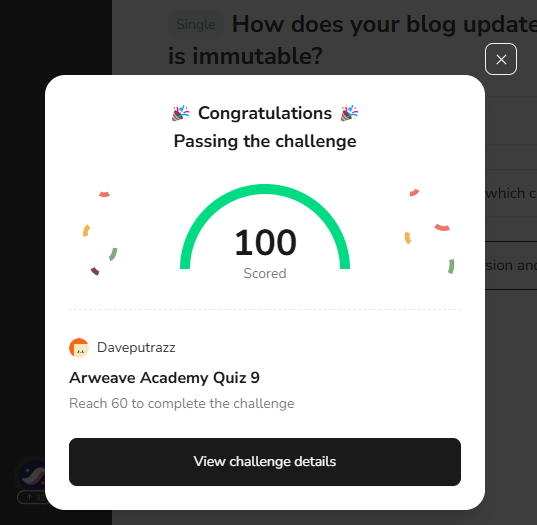 Single How does your blog update
is immutable?
Congratulations
Passing the challenge
which c
sion and
100
Scored
Daveputrazz
Arweave Academy Quiz 9
Reach 60 to complete the challenge
View challenge details